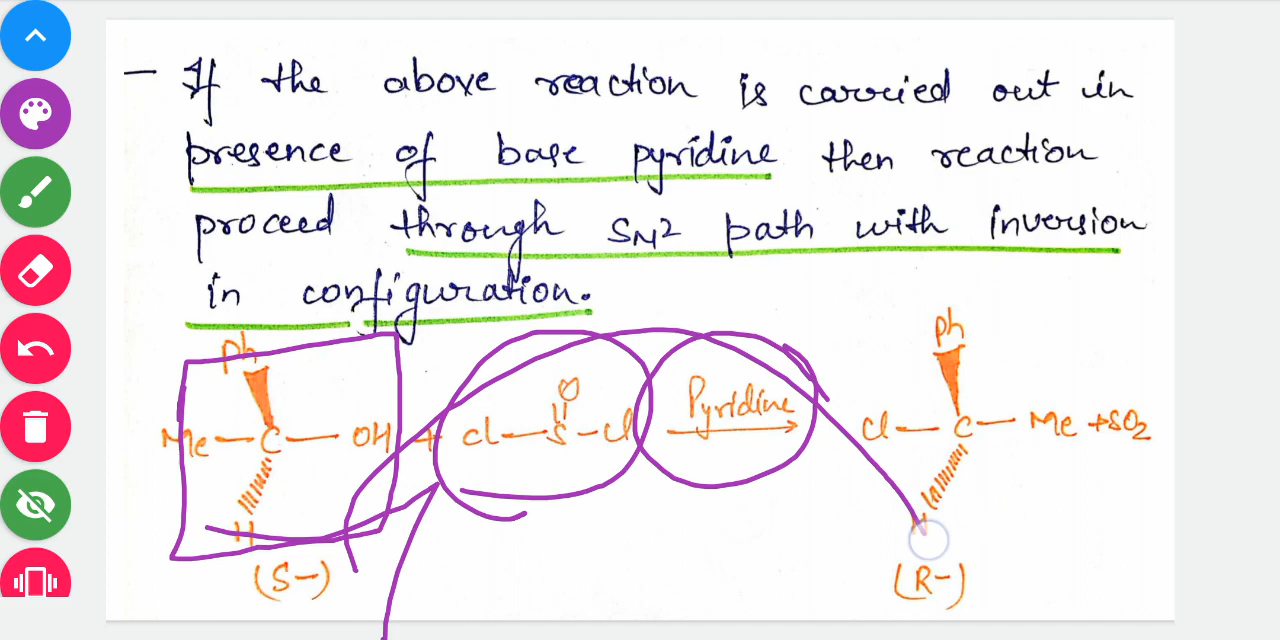 — If the above reaction is carried out in
presence of base pyridine then reaction
proceed through SN2 path with inversion
in configuration.
Ph Ph
O
Me—C—OH + Cl—S—Cl Pyridine Cl—C—Me +SO2
H H
(S-) (R-)